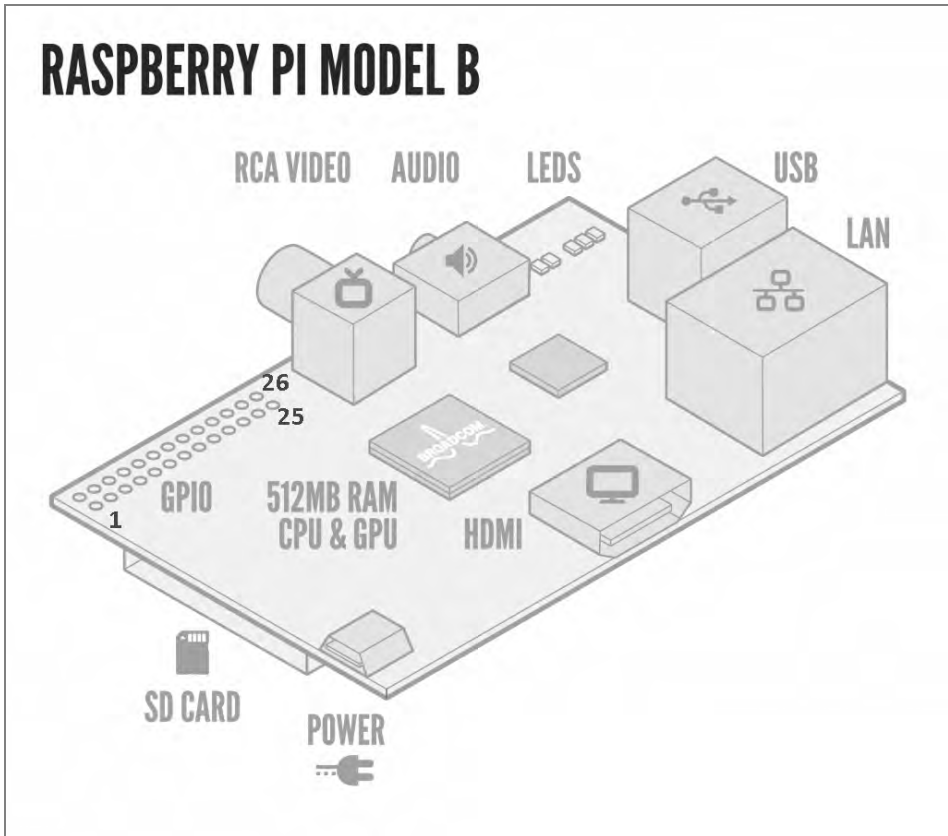 RASPBERRY PI MODEL B
RCA VIDEO
AUDIO
LEDS
USB
LAN
26
25
1
GPIO
512MB RAM
CPU & GPU
BROADCOM
HDMI
SD CARD
POWER